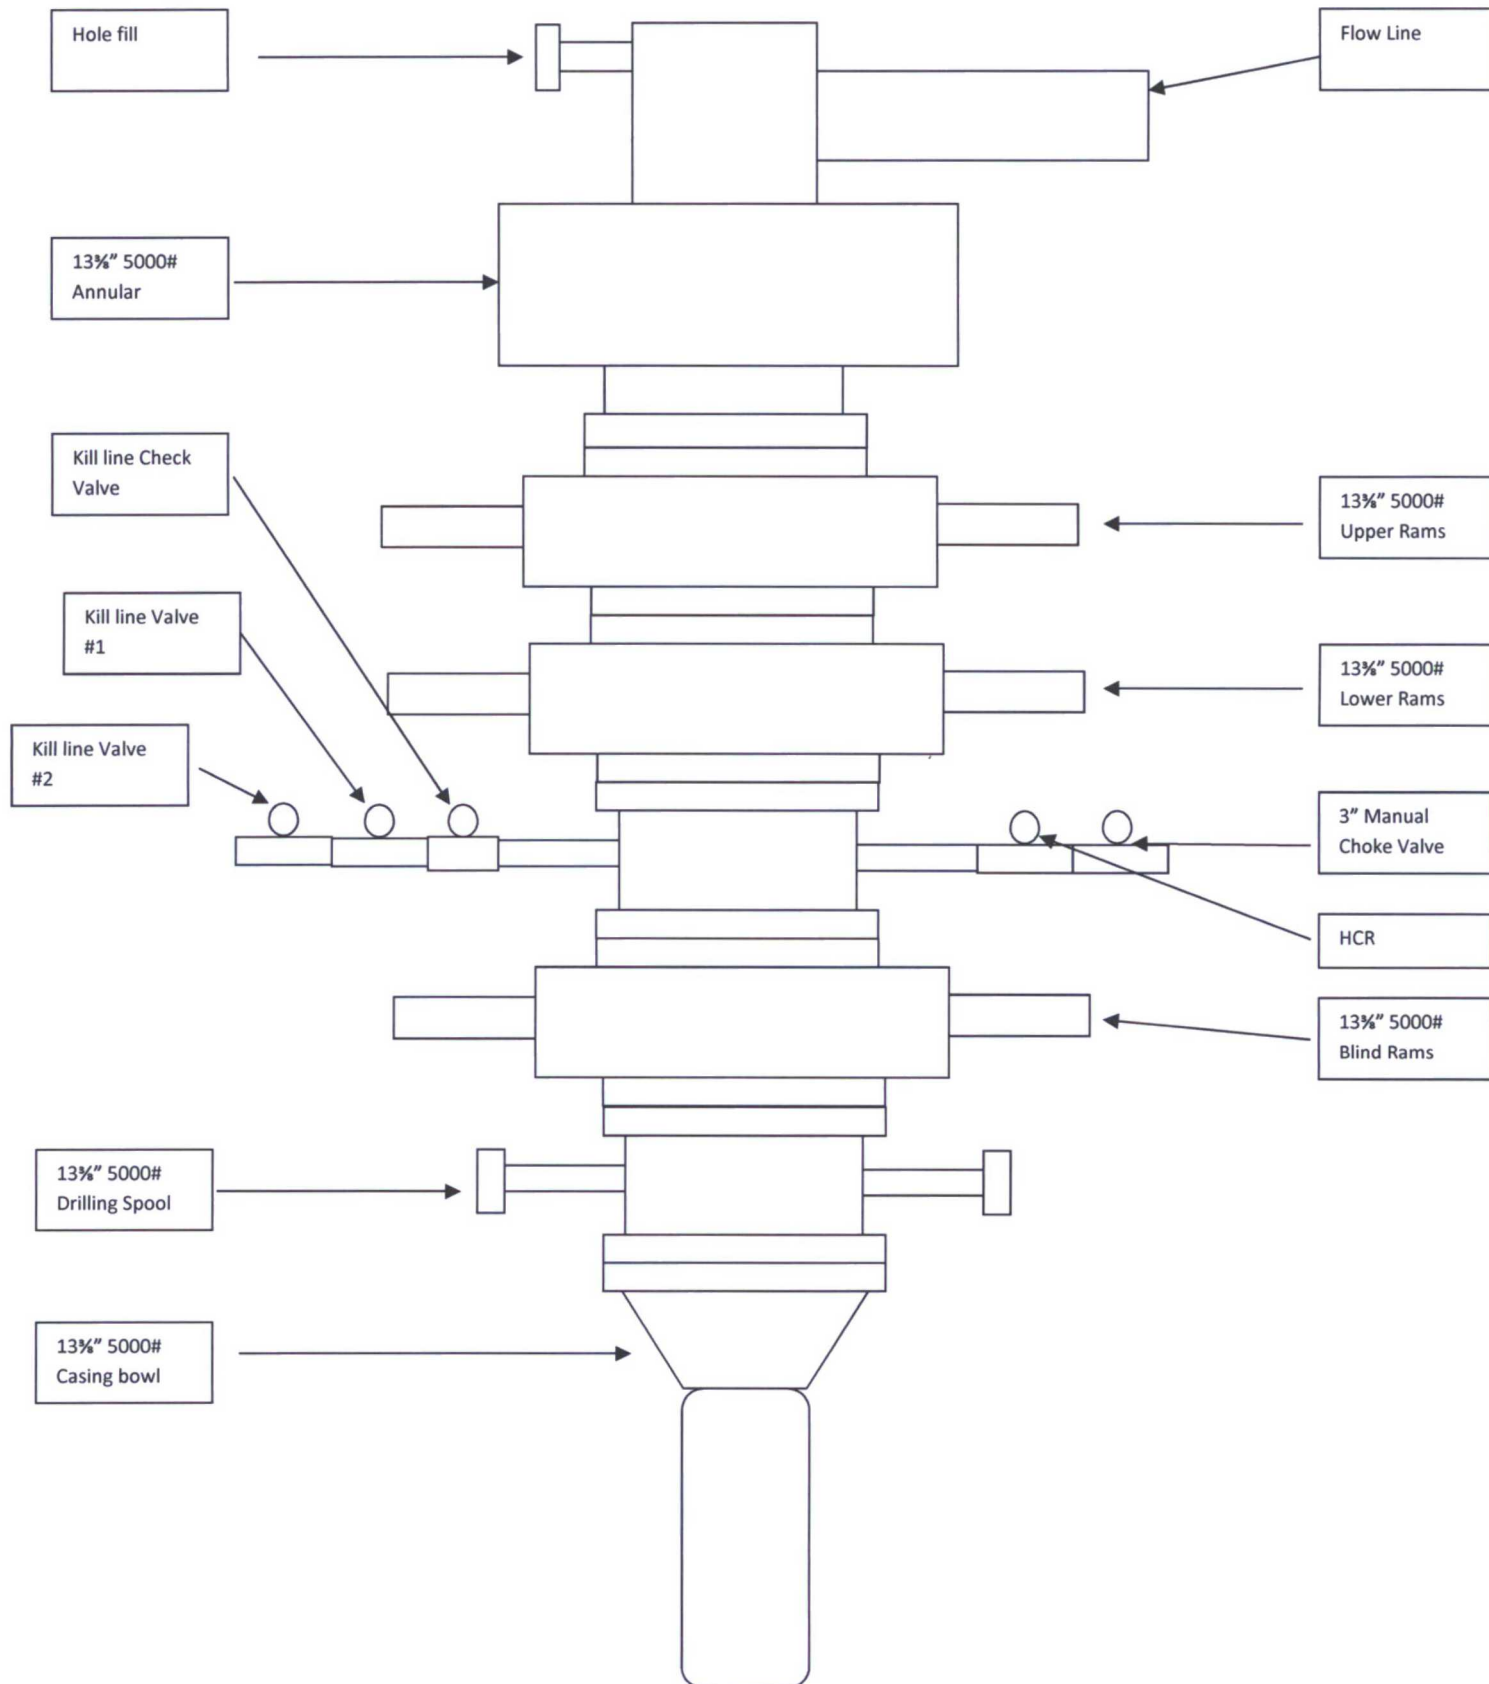 Hole fill
Flow Line
13⅝” 5000#
Annular
Kill line Check
Valve
13⅝” 5000#
Upper Rams
Kill line Valve
#1
13⅝” 5000#
Lower Rams
Kill line Valve
#2
3” Manual
Choke Valve
HCR
13⅝” 5000#
Blind Rams
13⅝” 5000#
Drilling Spool
13⅝” 5000#
Casing bowl